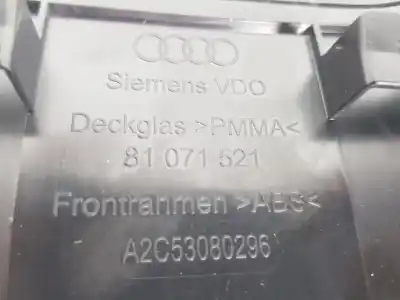 Siemens VDO
Deckglas >PMMA<
81 071 521
Frontrahmen >ABS<
A2C53080296